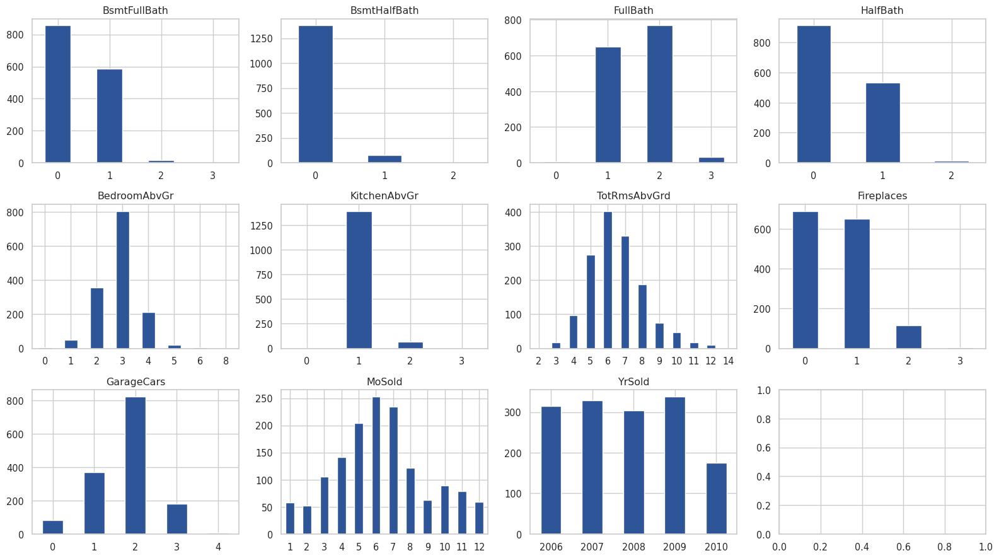 BsmtFullBath
800
600
400
200
0
0 1 2 3
BsmtHalfBath
1250
1000
750
500
250
0
0 1 2
FullBath
800
600
400
200
0
0 1 2 3
HalfBath
800
600
400
200
0
0 1 2
BedroomAbvGr
800
600
400
200
0
0 1 2 3 4 5 6 8
KitchenAbvGr
1250
1000
750
500
250
0
0 1 2 3
TotRmsAbvGrd
400
300
200
100
0
2 3 4 5 6 7 8 9 10 11 12 14
Fireplaces
600
400
200
0
0 1 2 3
GarageCars
800
600
400
200
0
0 1 2 3 4
MoSold
250
200
150
100
50
0
1 2 3 4 5 6 7 8 9 10 11 12
YrSold
300
200
100
0
2006 2007 2008 2009 2010
1.0
0.8
0.6
0.4
0.2
0.0
0.0 0.2 0.4 0.6 0.8 1.0